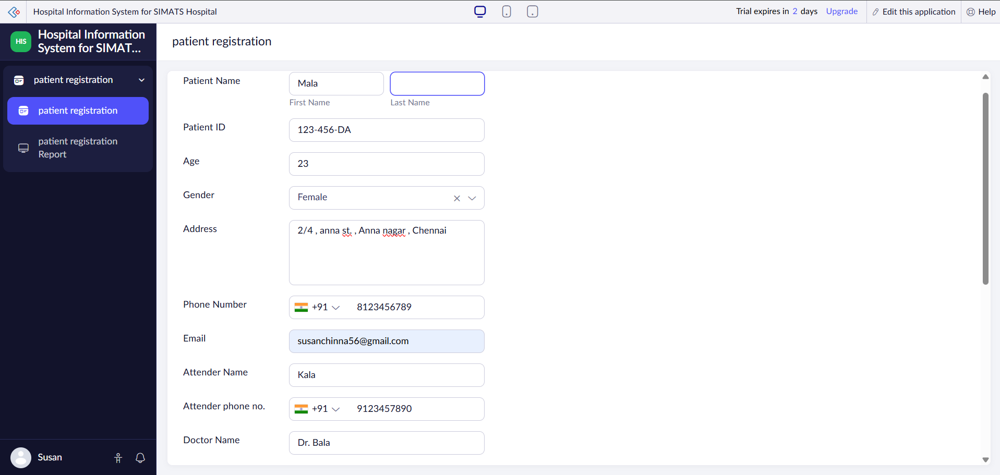 Hospital Information System for SIMATS Hospital
Trial expires in 2 days Upgrade
Edit this application
Help
HIS
Hospital Information
System for SIMAT...
patient registration
patient registration
patient registration
Report
Susan
patient registration
Patient Name
Mala
First Name
Last Name
Patient ID
123-456-DA
Age
23
Gender
Female
Address
2/4 , anna st. , Anna nagar , Chennai
Phone Number
+91 8123456789
Email
susanchinna56@gmail.com
Attender Name
Kala
Attender phone no.
+91 9123457890
Doctor Name
Dr. Bala